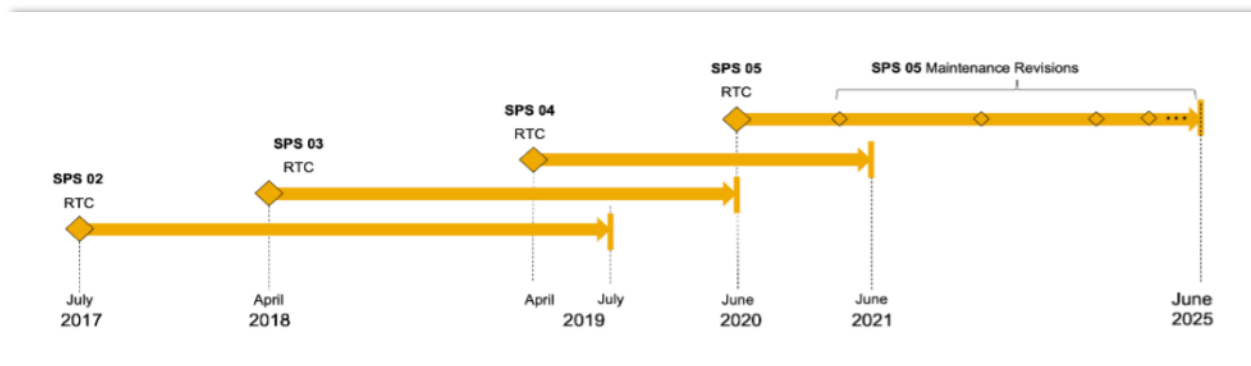 SPS 05
SPS 05 Maintenance Revisions
RTC
SPS 04
RTC
SPS 03
RTC
SPS 02
RTC
July
April
April
July
June
June
June
2017
2018
2019
2020
2021
2025